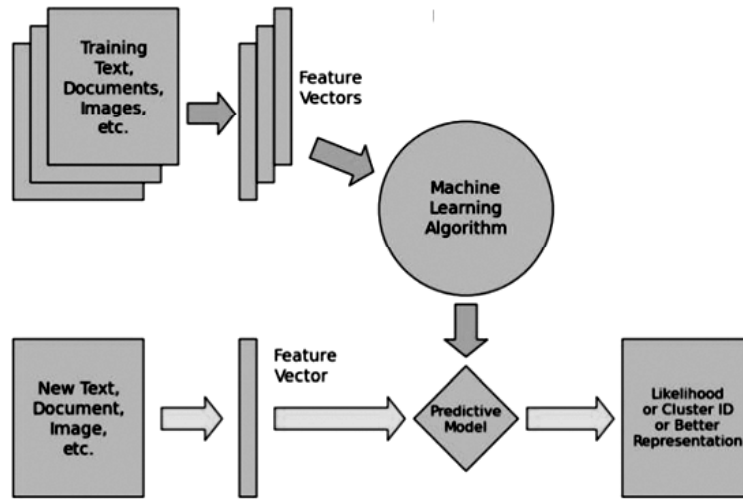 Training
Text,
Documents,
Images,
etc.
Feature
Vectors
Machine
Learning
Algorithm
New Text,
Document,
Image,
etc.
Feature
Vector
Predictive
Model
Likelihood
or Cluster ID
or Better
Representation